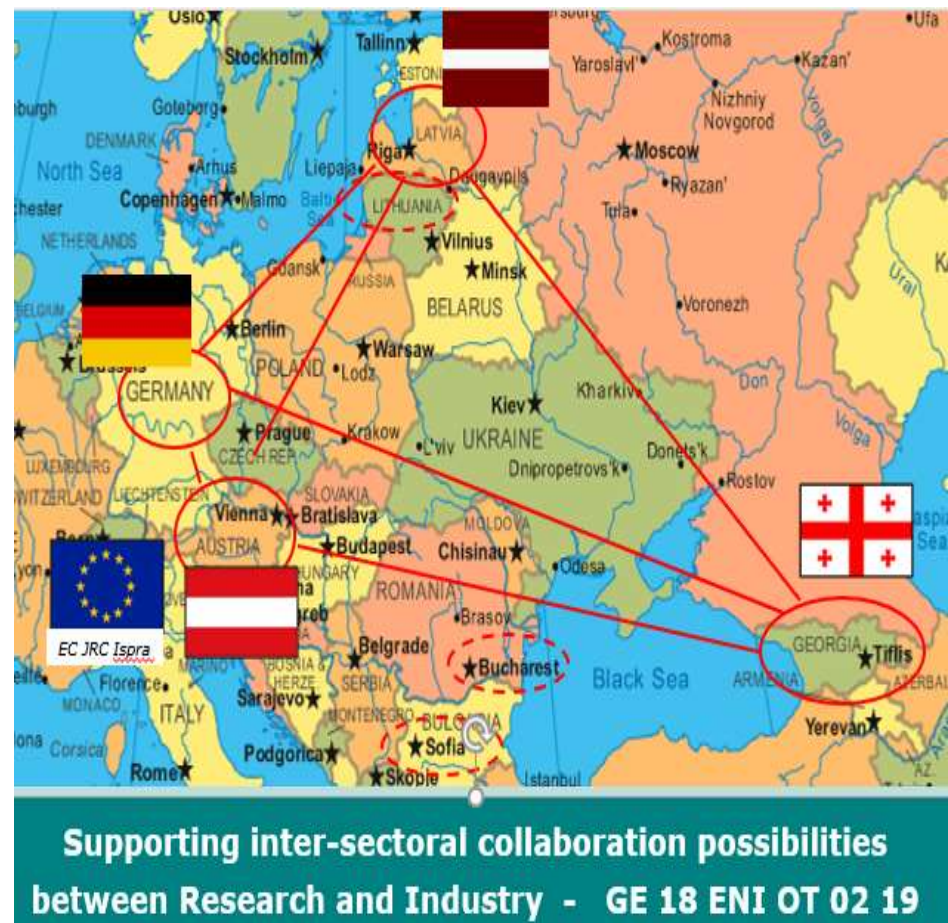 Oslo
Stockholm
Tallinn
Kostroma
Ufa
Yaroslavl'
Kazan'
Goteborg
Nizhniy
Novgorod
Volga
DENMARK
LATVIA
North Sea
Arhus
Liepaja
Riga
Moscow
Copenhagen
Malmo
Daugavpils
Ryazan'
LITHUANIA
Tula
NETHERLANDS
Vilnius
Gdansk
RUSSIA
Minsk
Ural
BELGIUM
BELARUS
Voronezh
Berlin
Warsaw
GERMANY
POLAND
Lodz
Don
Kiev
Kharkiv
Prague
Krakow
L'viv
UKRAINE
Volga
CZECH REP.
Donets'k
LUXEMBOURG
Dnipropetrovs'k
Rostov
LIECHTENSTEIN
SLOVAKIA
Vienna
Bratislava
MOLDOVA
AUSTRIA
Budapest
Chisinau
Odesa
HUNGARY
ROMANIA
EC JRC Ispra
Brasov
GEORGIA
Tiflis
Belgrade
Bucharest
Black Sea
ARMENIA
MARINO
BOSNIA &
HERZE.
SERBIA
Florence
MONACO
ITALY
Sarajevo
MONTENEGRO
BULGARIA
Yerevan
Corsica
Podgorica
Sofia
Rome
Skopje
Istanbul
AZ.
Supporting inter-sectoral collaboration possibilities
between Research and Industry - GE 18 ENI OT 02 19